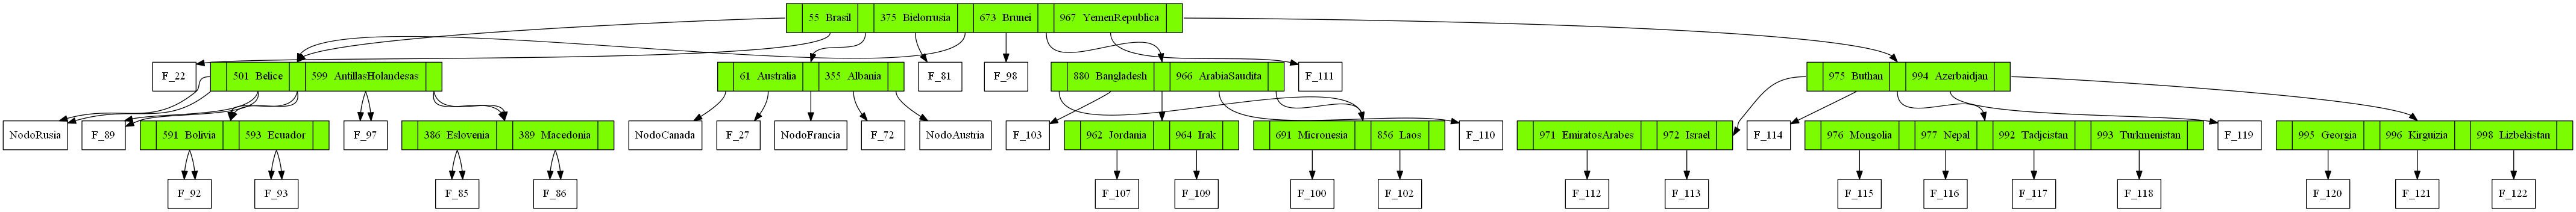 55 Brasil 375 Bielorrusia 673 Brunei 967 YemenRepublica
F_22 501 Belice 599 AntillasHolandesas 61 Australia 355 Albania F_81 F_98 880 Bangladesh 966 ArabiaSaudita F_111 975 Buthan 994 Azerbaidjan
NodoRusia F_89 591 Bolivia 593 Ecuador F_97 386 Eslovenia 389 Macedonia NodoCanada F_27 NodoFrancia F_72 NodoAustria F_103 962 Jordania 964 Irak 691 Micronesia 856 Laos F_110 971 EmiratosArabes 972 Israel F_114 976 Mongolia 977 Nepal 992 Tadjcistan 993 Turkmenistan F_119 995 Georgia 996 Kirguizia 998 Lizbekistan
F_92 F_93 F_85 F_86 F_107 F_109 F_100 F_102 F_112 F_113 F_115 F_116 F_117 F_118 F_120 F_121 F_122